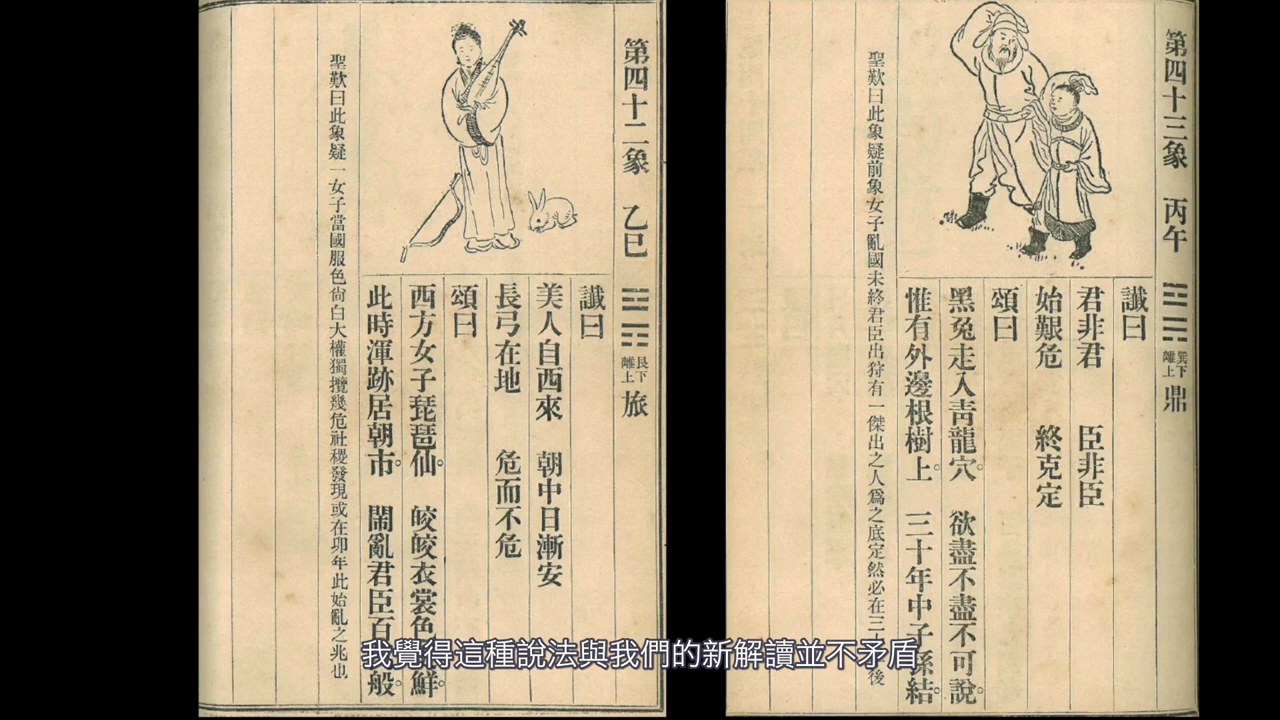 第四十三象 丙午
巽下
離上
鼎
讖曰
君非君 臣非臣
始艱危 終克定
頌曰
黑兔走入青龍穴。 欲盡不盡不可說。
惟有外邊根樹上。 三十年中子孫結。
聖歎曰此象疑前象女子亂國未終君臣出狩有一傑出之人爲之底定然必在三十後
第四十二象 乙巳
艮下
離上
旅
讖曰
美人自西來 朝中日漸安
長弓在地 危而不危
頌曰
西方女子琵琶仙。 皎皎衣裳色鮮。
此時渾跡居朝市。 鬧亂君臣百般。
聖歎曰此象疑一女子當國服色尙白大權獨攬幾危社稷發現或在卯年此始亂之兆也
我覺得這種說法與我們的新解讀並不矛盾